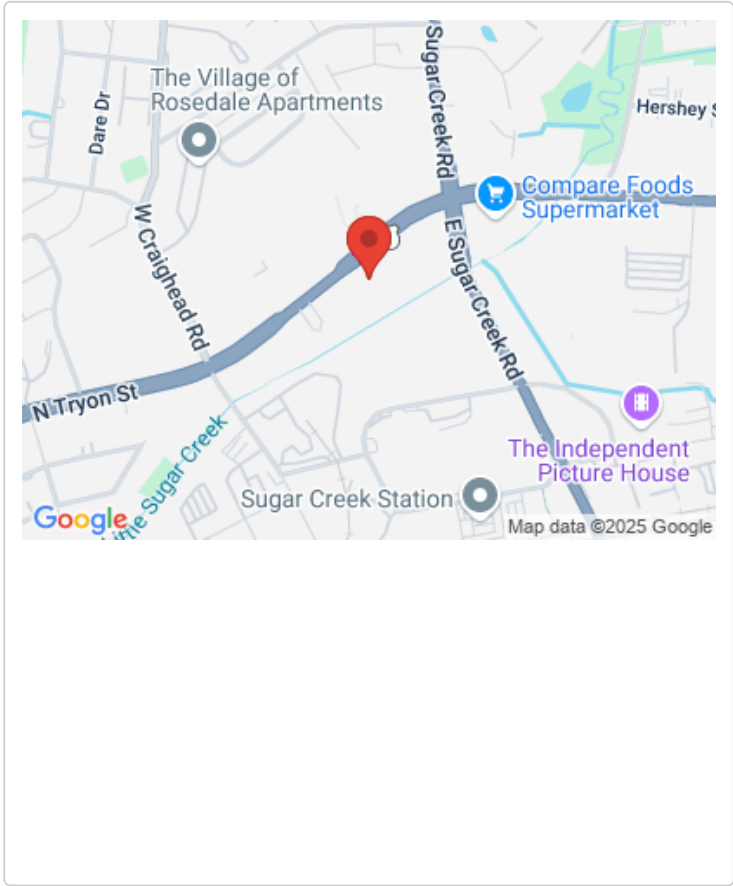 Sugar Creek Rd
The Village of
Rosedale Apartments
Dare Dr
Hershey S
Compare Foods
Supermarket
W Craighead Rd
E Sugar Creek Rd
N Tryon St
Little Sugar Creek
The Independent
Picture House
Sugar Creek Station
Google
Map data ©2025 Google